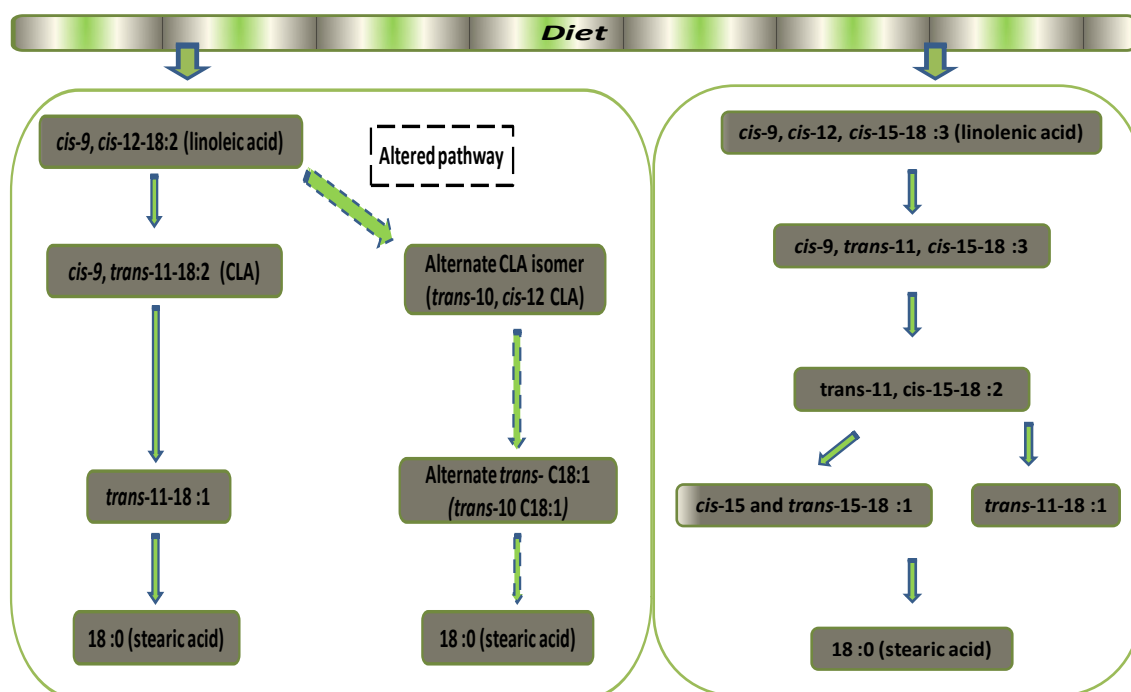 Diet
cis-9, cis-12-18:2 (linoleic acid)
Altered pathway
cis-9, trans-11-18:2 (CLA)
Alternate CLA isomer
(trans-10, cis-12 CLA)
trans-11-18 :1
Alternate trans- C18:1
(trans-10 C18:1)
18 :0 (stearic acid)
18 :0 (stearic acid)
cis-9, cis-12, cis-15-18 :3 (linolenic acid)
cis-9, trans-11, cis-15-18 :3
trans-11, cis-15-18 :2
cis-15 and trans-15-18 :1
trans-11-18 :1
18 :0 (stearic acid)